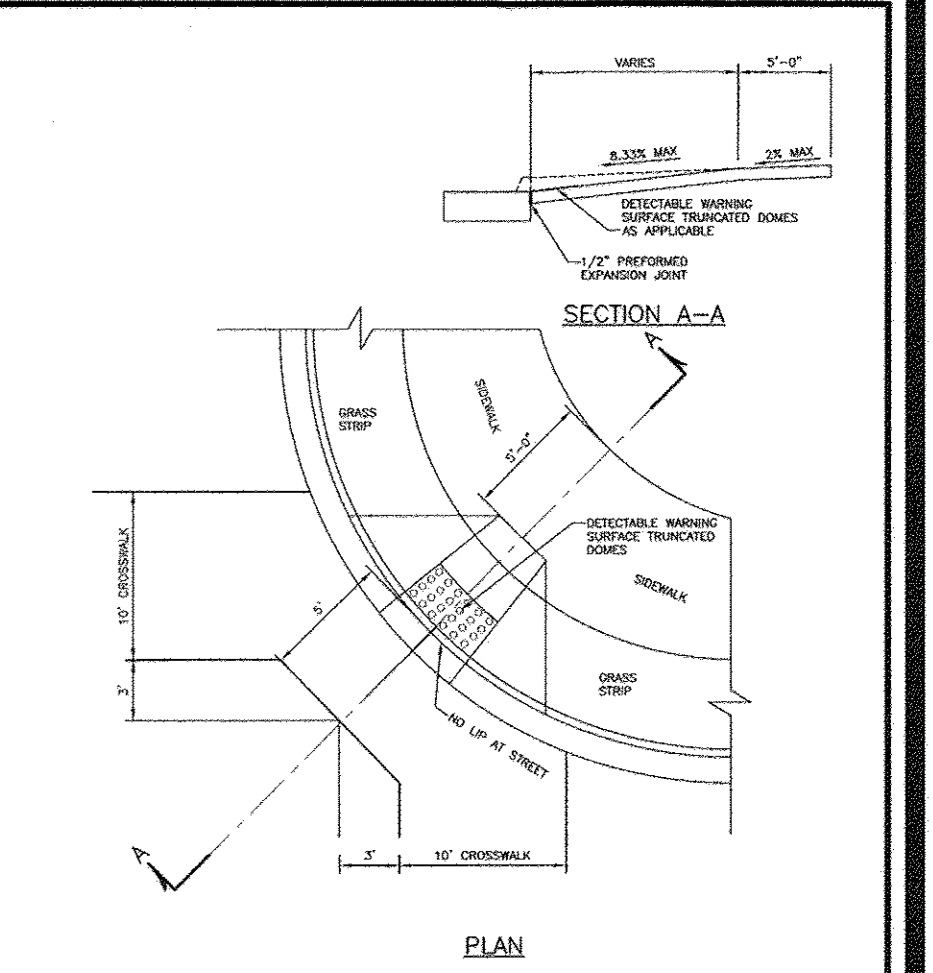 VARIES
5'-0"
8.33% MAX
2% MAX
DETECTABLE WARNING
SURFACE TRUNCATED DOMES
AS APPLICABLE
1/2" PREFORMED
EXPANSION JOINT
SECTION A-A
A
GRASS
STRIP
SIDEWALK
5'-0"
DETECTABLE WARNING
SURFACE TRUNCATED
DOMES
SIDEWALK
10' CROSSWALK
5'
3'
GRASS
STRIP
NO LIP AT STREET
A
3'
10' CROSSWALK
PLAN